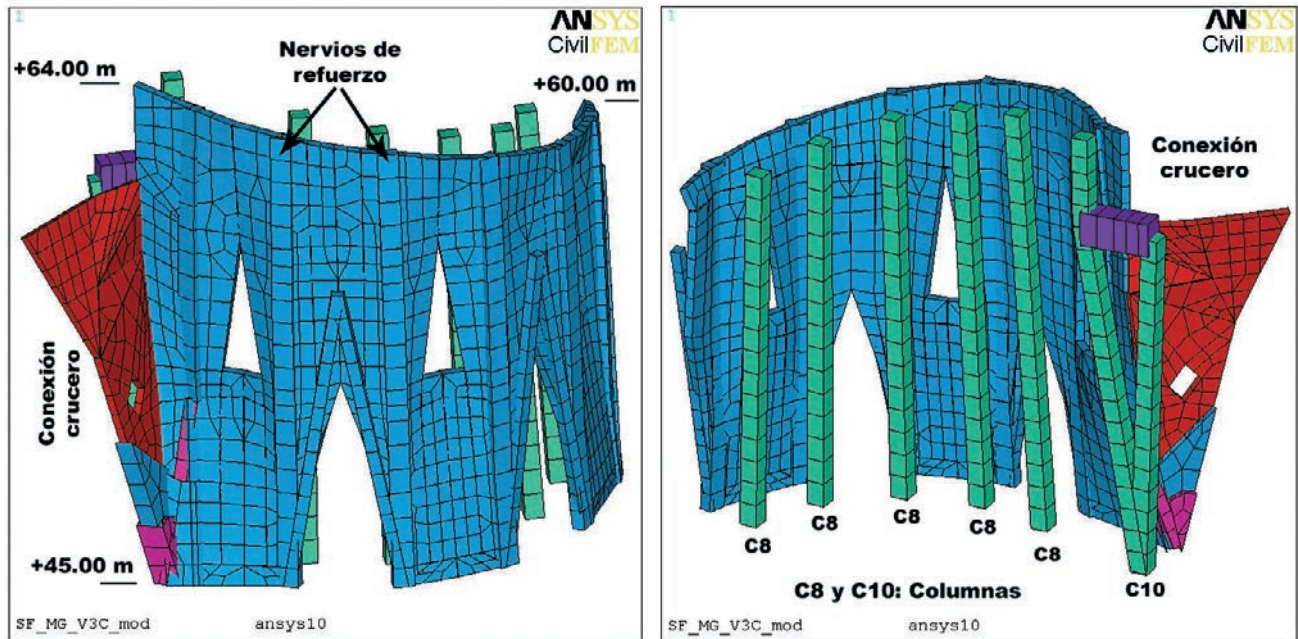 1
ANSYS
CivilFEM
Nervios de
refuerzo
+64.00 m
+60.00 m
Conexión
crucero
+45.00 m
SF_MG_V3C_mod
ansys10
1
ANSYS
CivilFEM
Conexión
crucero
C8
C8
C8
C8
C8
C10
C8 y C10: Columnas
SF_MG_V3C_mod
ansys10